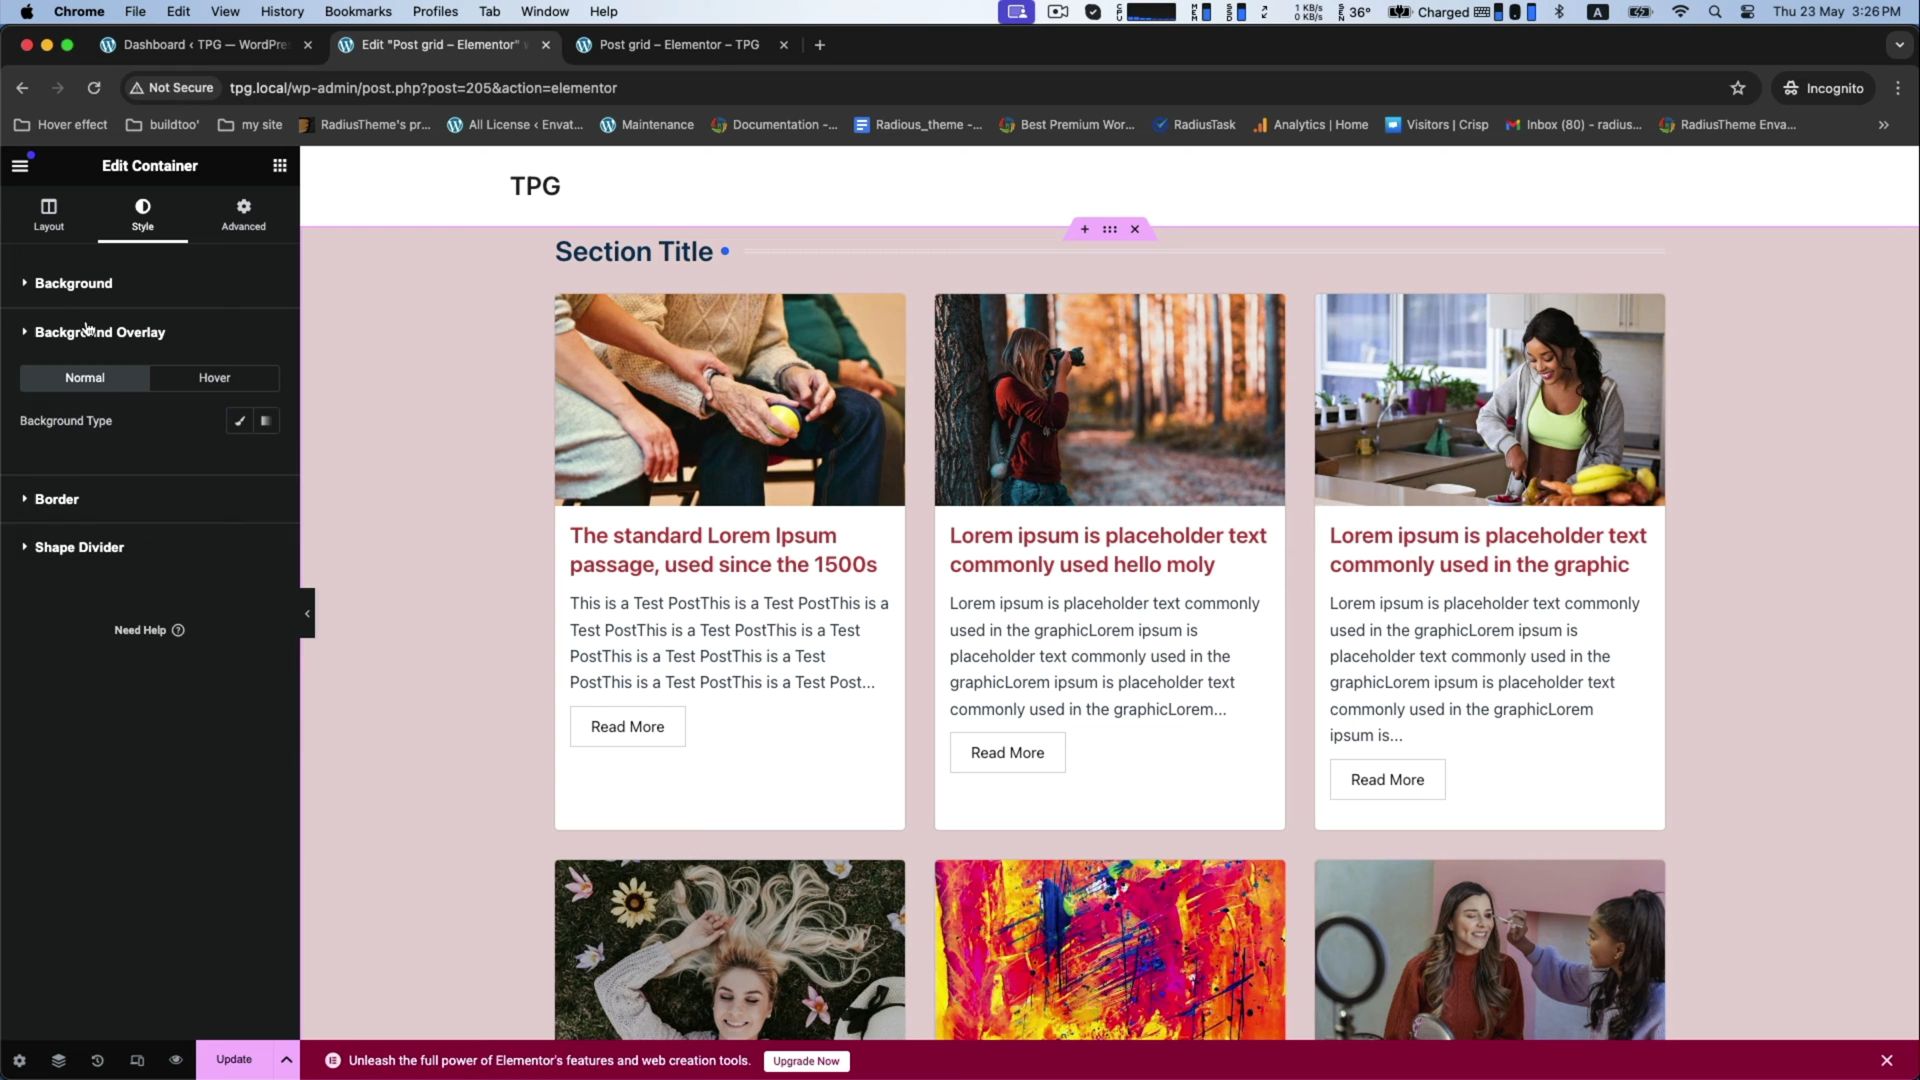 Chrome File Edit View History Bookmarks Profiles Tab Window Help 1 KB/s 0 KB/s 36° Charged A Thu 23 May 3:26 PM
Dashboard ‹ TPG — WordPre Edit "Post grid – Elementor" Post grid – Elementor – TPG
Not Secure tpg.local/wp-admin/post.php?post=205&action=elementor Incognito
Hover effect buildtoo' my site RadiusTheme's pr... All License ‹ Envat... Maintenance Documentation –... Radious_theme –... Best Premium Wor... RadiusTask Analytics | Home Visitors | Crisp Inbox (80) - radius... RadiusTheme Enva...
Edit Container
Layout Style Advanced
Background
Background Overlay
Normal Hover
Background Type
Border
Shape Divider
Need Help
Update
TPG
Section Title
The standard Lorem Ipsum
passage, used since the 1500s
This is a Test PostThis is a Test PostThis is a
Test PostThis is a Test PostThis is a Test
PostThis is a Test PostThis is a Test
PostThis is a Test PostThis is a Test Post...
Read More
Lorem ipsum is placeholder text
commonly used hello moly
Lorem ipsum is placeholder text commonly
used in the graphicLorem ipsum is
placeholder text commonly used in the
graphicLorem ipsum is placeholder text
commonly used in the graphicLorem...
Read More
Lorem ipsum is placeholder text
commonly used in the graphic
Lorem ipsum is placeholder text commonly
used in the graphicLorem ipsum is
placeholder text commonly used in the
graphicLorem ipsum is placeholder text
commonly used in the graphicLorem
ipsum is...
Read More
Unleash the full power of Elementor's features and web creation tools. Upgrade Now